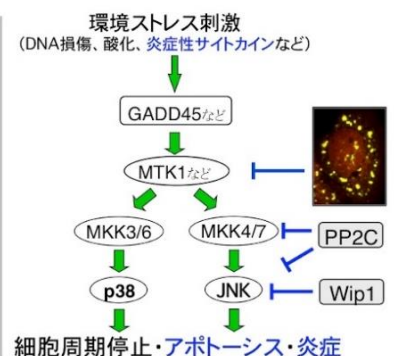 環境ストレス刺激
(DNA損傷、酸化、炎症性サイトカインなど)
GADD45など
MTK1など
MKK3/6
MKK4/7
PP2C
p38
JNK
Wip1
細胞周期停止・アポトーシス・炎症